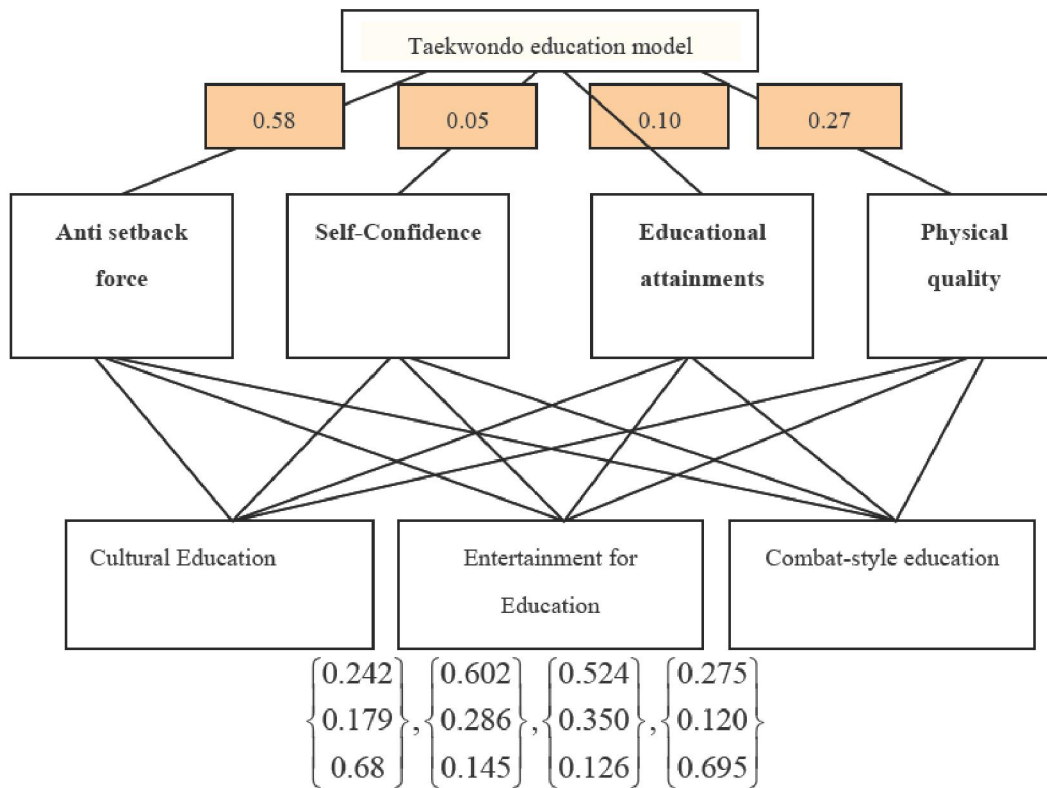 Taekwondo education model
0.58 0.05 0.10 0.27
Anti setback
force
Self-Confidence
Educational
attainments
Physical
quality
Cultural Education
Entertainment for
Education
Combat-style education
{0.242} {0.602} {0.524} {0.275}
{0.179}, {0.286}, {0.350}, {0.120}
{0.68} {0.145} {0.126} {0.695}